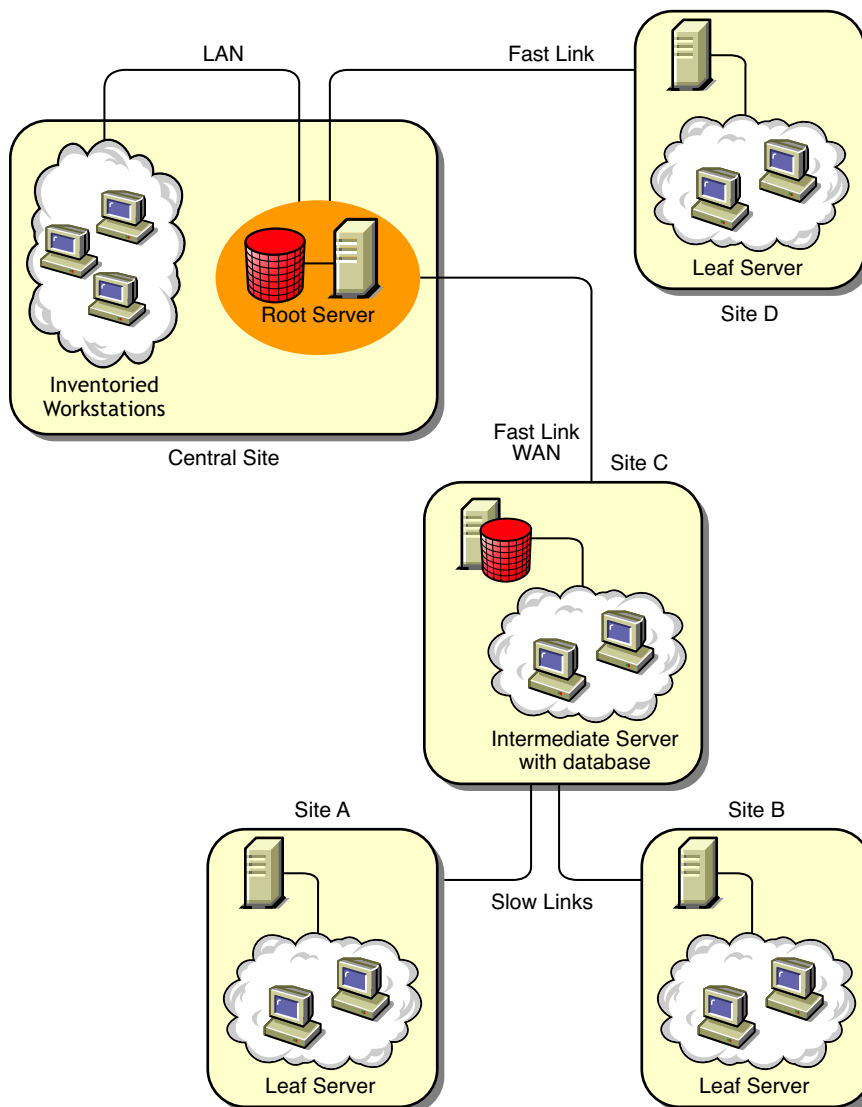 LAN
Fast Link
Root Server
Inventoried
Workstations
Central Site
Leaf Server
Site D
Fast Link
WAN
Site C
Intermediate Server
with database
Site A
Site B
Slow Links
Leaf Server
Leaf Server